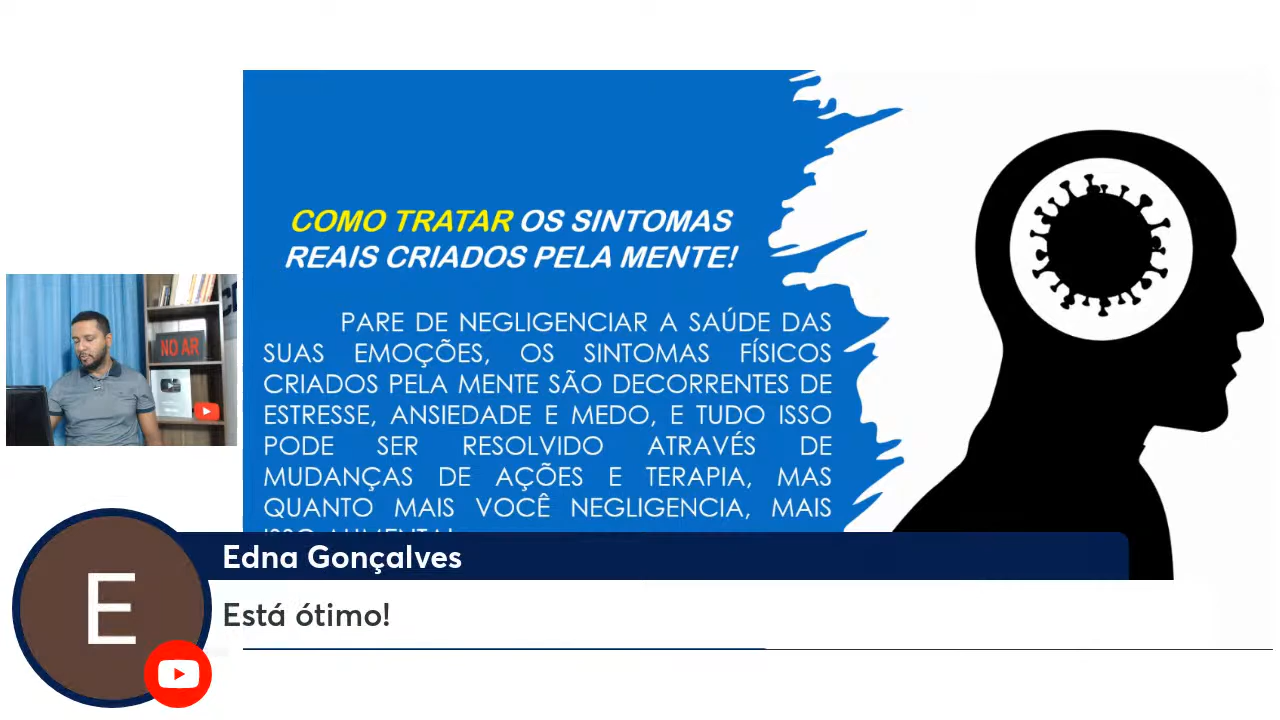 COMO TRATAR OS SINTOMAS
REAIS CRIADOS PELA MENTE!
PARE DE NEGLIGENCIAR A SAÚDE DAS
SUAS EMOÇÕES, OS SINTOMAS FÍSICOS
CRIADOS PELA MENTE SÃO DECORRENTES DE
ESTRESSE, ANSIEDADE E MEDO, E TUDO ISSO
PODE SER RESOLVIDO ATRAVÉS DE
MUDANÇAS DE AÇÕES E TERAPIA, MAS
QUANTO MAIS VOCÊ NEGLIGENCIA, MAIS
ISSO AUMENTA!
NO AR
E
Edna Gonçalves
Está ótimo!